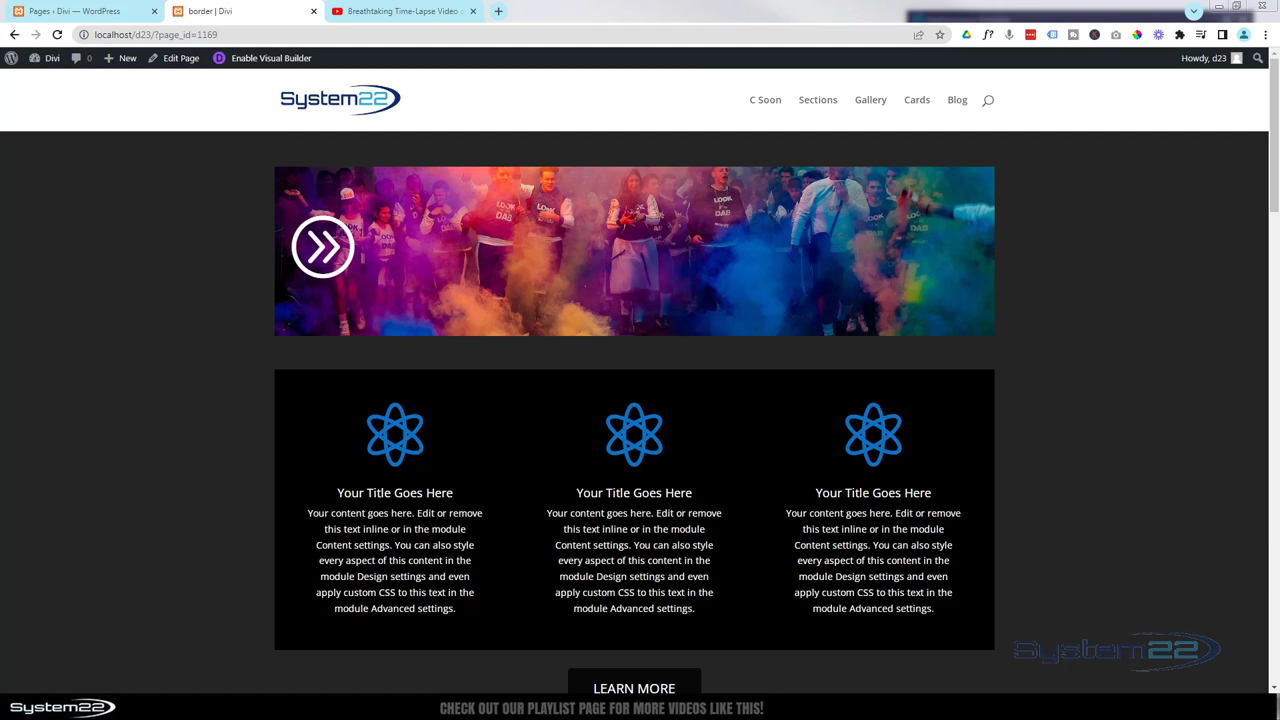 Pages ‹ Divi — WordPress
border | Divi
Breathtaking Time-Lapse Video o
localhost/d23/?page_id=1169
Divi
0
New
Edit Page
Enable Visual Builder
Howdy, d23
System22
C Soon
Sections
Gallery
Cards
Blog
LOOK
DAB
LOOK
DAB
LOOK
DAB
Your Title Goes Here
Your content goes here. Edit or remove
this text inline or in the module
Content settings. You can also style
every aspect of this content in the
module Design settings and even
apply custom CSS to this text in the
module Advanced settings.
Your Title Goes Here
Your content goes here. Edit or remove
this text inline or in the module
Content settings. You can also style
every aspect of this content in the
module Design settings and even
apply custom CSS to this text in the
module Advanced settings.
Your Title Goes Here
Your content goes here. Edit or remove
this text inline or in the module
Content settings. You can also style
every aspect of this content in the
module Design settings and even
apply custom CSS to this text in the
module Advanced settings.
System22
LEARN MORE
System22
CHECK OUT OUR PLAYLIST PAGE FOR MORE VIDEOS LIKE THIS!